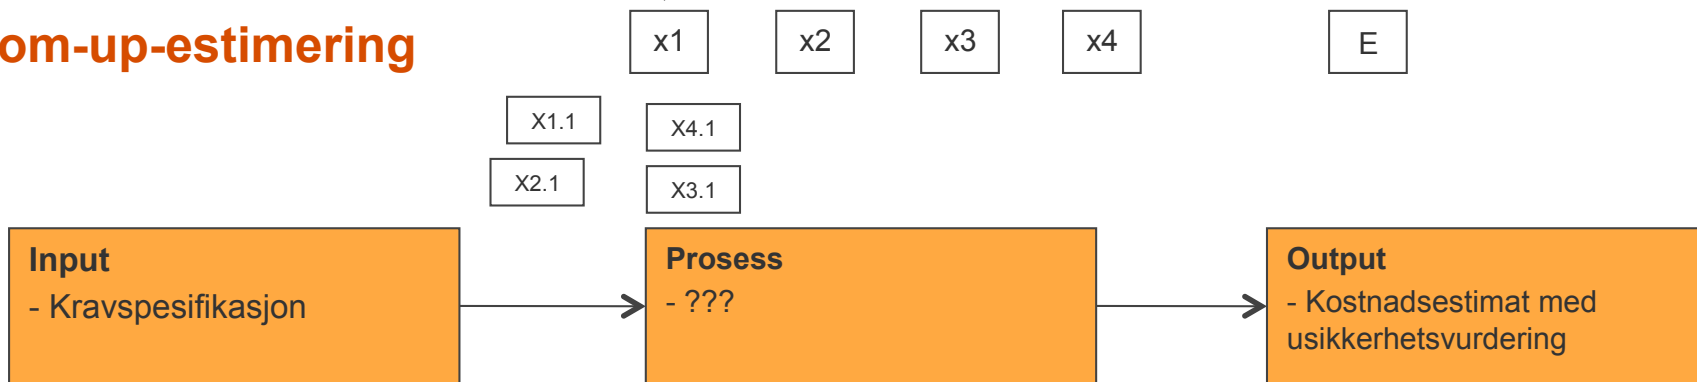 om-up-estimering
x1
x2
x3
x4
E
X1.1
X4.1
X2.1
X3.1
Input
- Kravspesifikasjon
Prosess
- ???
Output
- Kostnadsestimat med
usikkerhetsvurdering